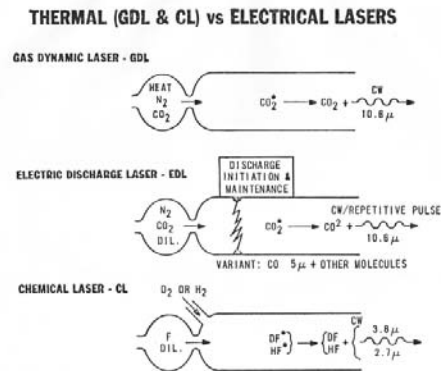 THERMAL (GDL & CL) vs ELECTRICAL LASERS
GAS DYNAMIC LASER - GDL
HEAT
N2
CO2
CO2* → CO2 +
CW
10.6μ
ELECTRIC DISCHARGE LASER - EDL
DISCHARGE
INITIATION &
MAINTENANCE
N2
CO2
DIL.
CO2* → CO² +
CW/REPETITIVE PULSE
10.6μ
VARIANT: CO 5μ + OTHER MOLECULES
CHEMICAL LASER - CL
D2 OR H2
F
DIL.
DF* → DF +
HF* HF
CW
3.8μ
2.7μ